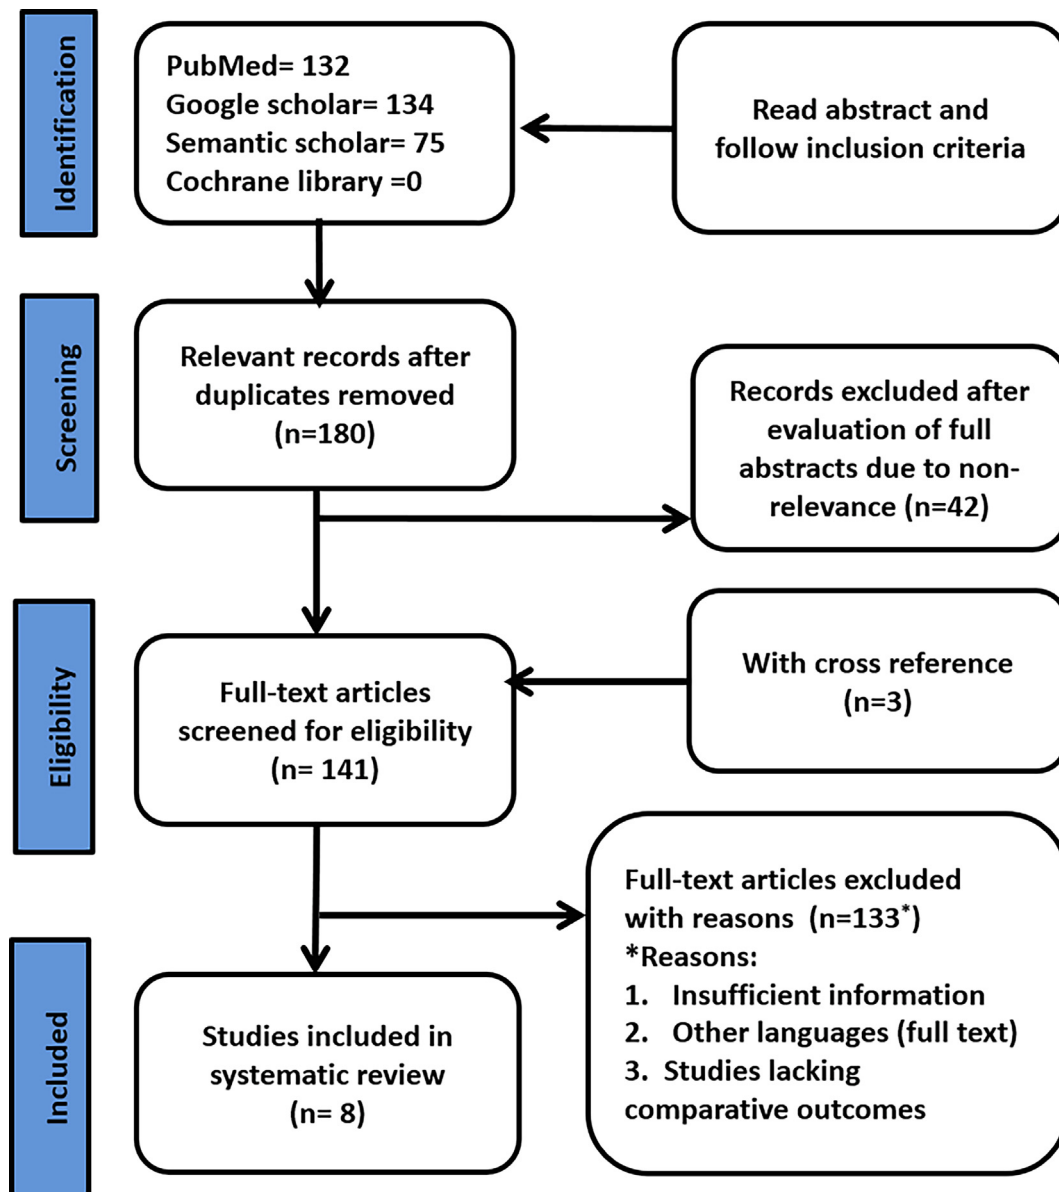 Identification
PubMed= 132
Google scholar= 134
Semantic scholar= 75
Cochrane library =0
Read abstract and
follow inclusion criteria
Screening
Relevant records after
duplicates removed
(n=180)
Records excluded after
evaluation of full
abstracts due to non-
relevance (n=42)
Eligibility
Full-text articles
screened for eligibility
(n= 141)
With cross reference
(n=3)
Included
Studies included in
systematic review
(n= 8)
Full-text articles excluded
with reasons (n=133*)
*Reasons:
1. Insufficient information
2. Other languages (full text)
3. Studies lacking
comparative outcomes